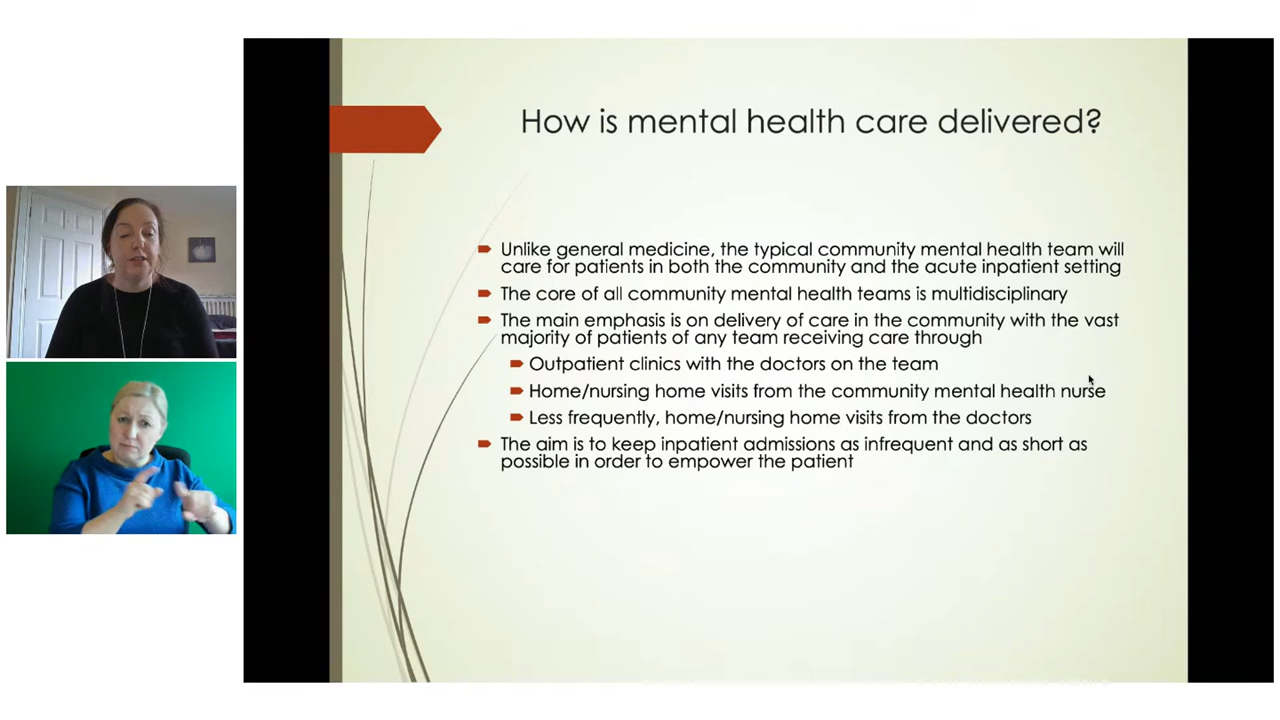 How is mental health care delivered?
Unlike general medicine, the typical community mental health team will
care for patients in both the community and the acute inpatient setting
The core of all community mental health teams is multidisciplinary
The main emphasis is on delivery of care in the community with the vast
majority of patients of any team receiving care through
Outpatient clinics with the doctors on the team
Home/nursing home visits from the community mental health nurse
Less frequently, home/nursing home visits from the doctors
The aim is to keep inpatient admissions as infrequent and as short as
possible in order to empower the patient